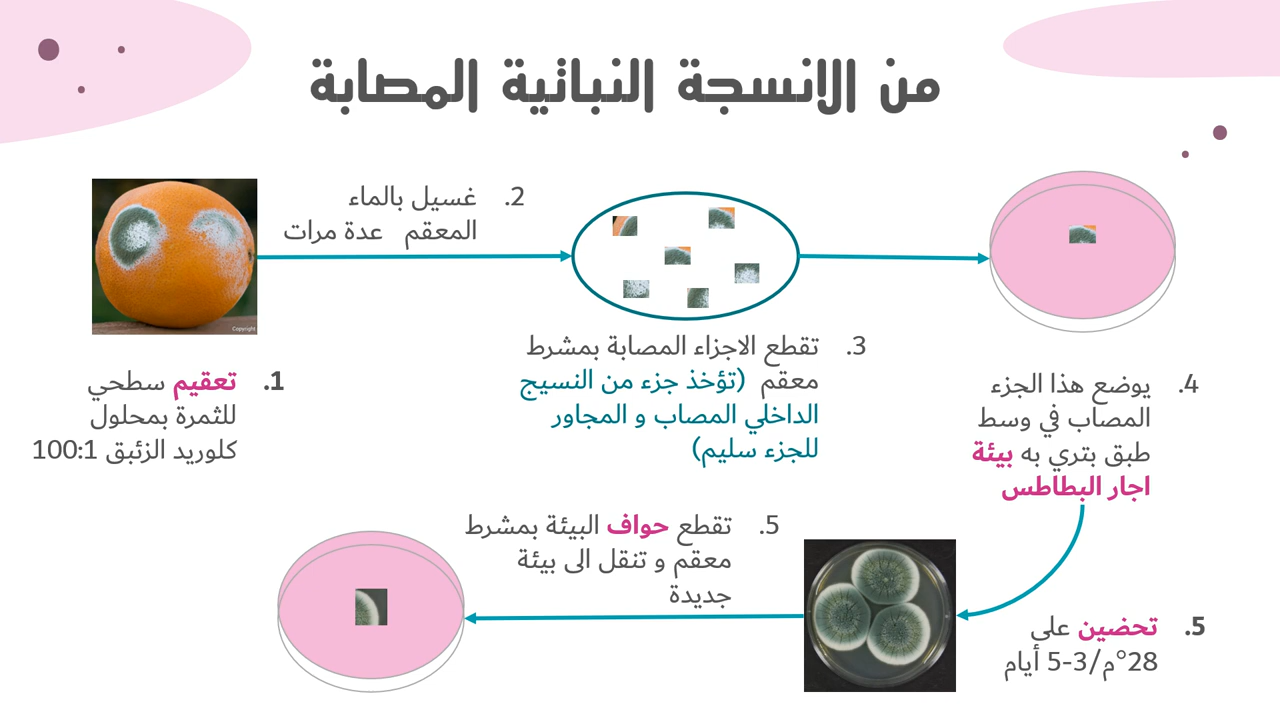 من الانسجة النباتية المصابة
2. غسيل بالماء
المعقم عدة مرات
Copyright
3. تقطع الاجزاء المصابة بمشرط
معقم (تؤخذ جزء من النسيج
الداخلي المصاب و المجاور
للجزء سليم)
1. تعقيم سطحي
للثمرة بمحلول
كلوريد الزئبق 100:1
4. يوضع هذا الجزء
المصاب في وسط
طبق بتري به بيئة
اجار البطاطس
5. تقطع حواف البيئة بمشرط
معقم و تنقل الى بيئة
جديدة
5. تحضين على
28°م/3-5 أيام